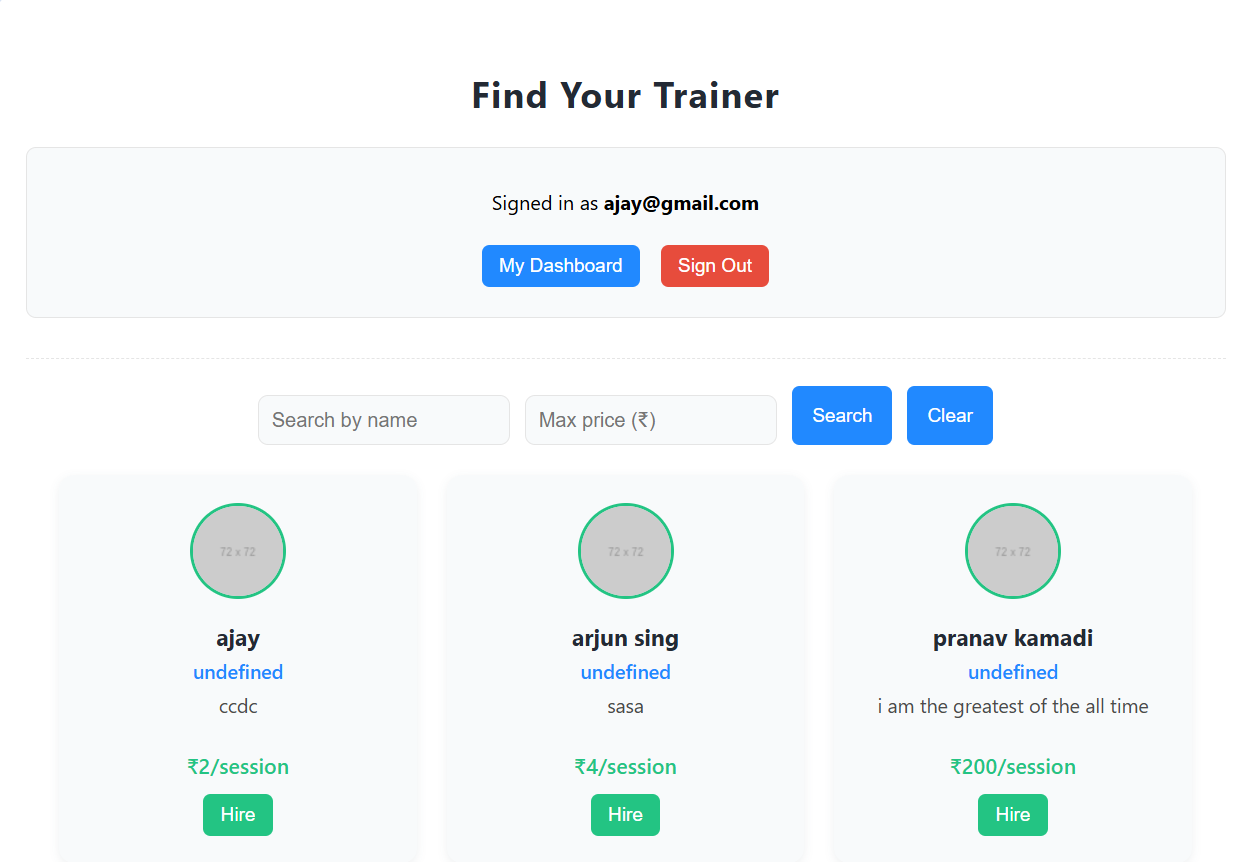 Find Your Trainer
Signed in as ajay@gmail.com
My Dashboard Sign Out
Search by name Max price (₹) Search Clear
72 x 72 72 x 72 72 x 72
ajay arjun sing pranav kamadi
undefined undefined undefined
ccdc sasa i am the greatest of the all time
₹2/session ₹4/session ₹200/session
Hire Hire Hire